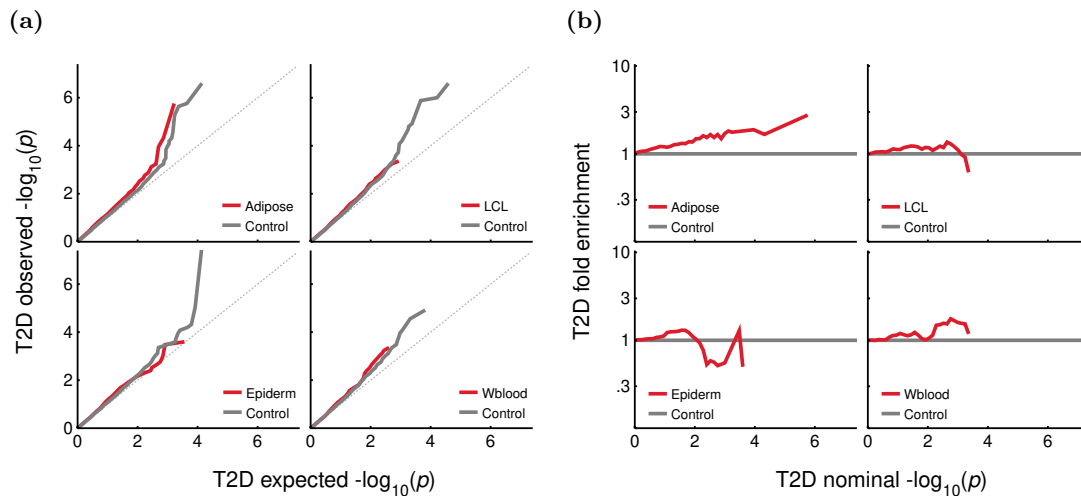 (a)
(b)
T2D observed -log10(p)
6
4
2
0
Adipose
Control
LCL
Control
6
4
2
0
0
2
4
6
Epiderm
Control
0
2
4
6
Wblood
Control
T2D expected -log10(p)
T2D fold enrichment
10
3
1
3
Adipose
Control
LCL
Control
10
3
1
3
0
2
4
6
Epiderm
Control
0
2
4
6
Wblood
Control
T2D nominal -log10(p)